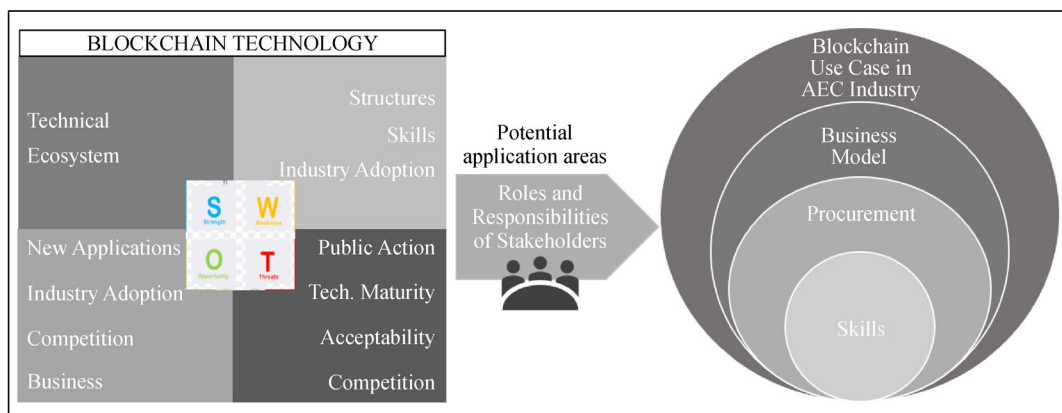 BLOCKCHAIN TECHNOLOGY
Technical
Ecosystem
Structures
Skills
Industry Adoption
S
Strength
W
Weakness
O
Opportunity
T
Threats
New Applications
Industry Adoption
Competition
Business
Public Action
Tech. Maturity
Acceptability
Competition
Potential
application areas
Roles and
Responsibilities
of Stakeholders
Blockchain
Use Case in
AEC Industry
Business
Model
Procurement
Skills